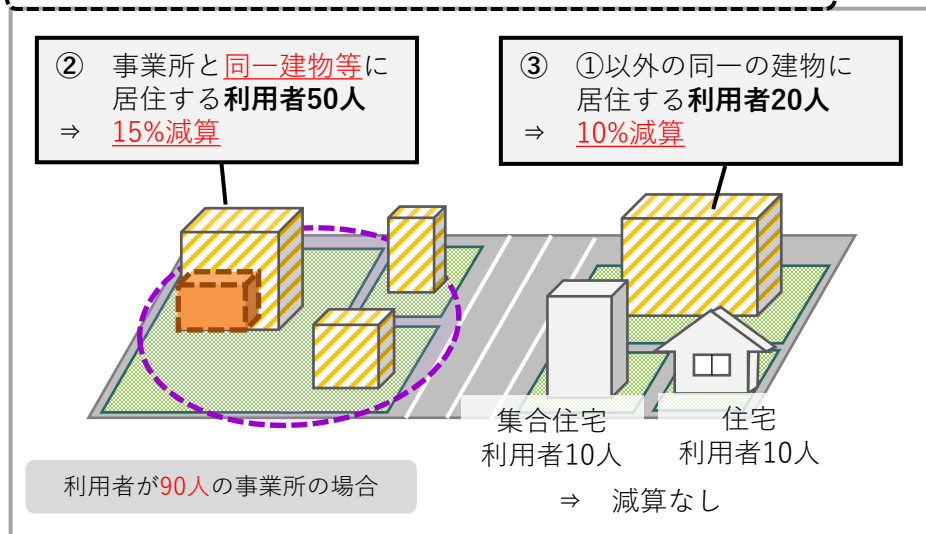 ② 事業所と同一建物等に
居住する利用者50人
⇒ 15%減算
③ ①以外の同一の建物に
居住する利用者20人
⇒ 10%減算
集合住宅
利用者10人
住宅
利用者10人
⇒ 減算なし
利用者が90人の事業所の場合